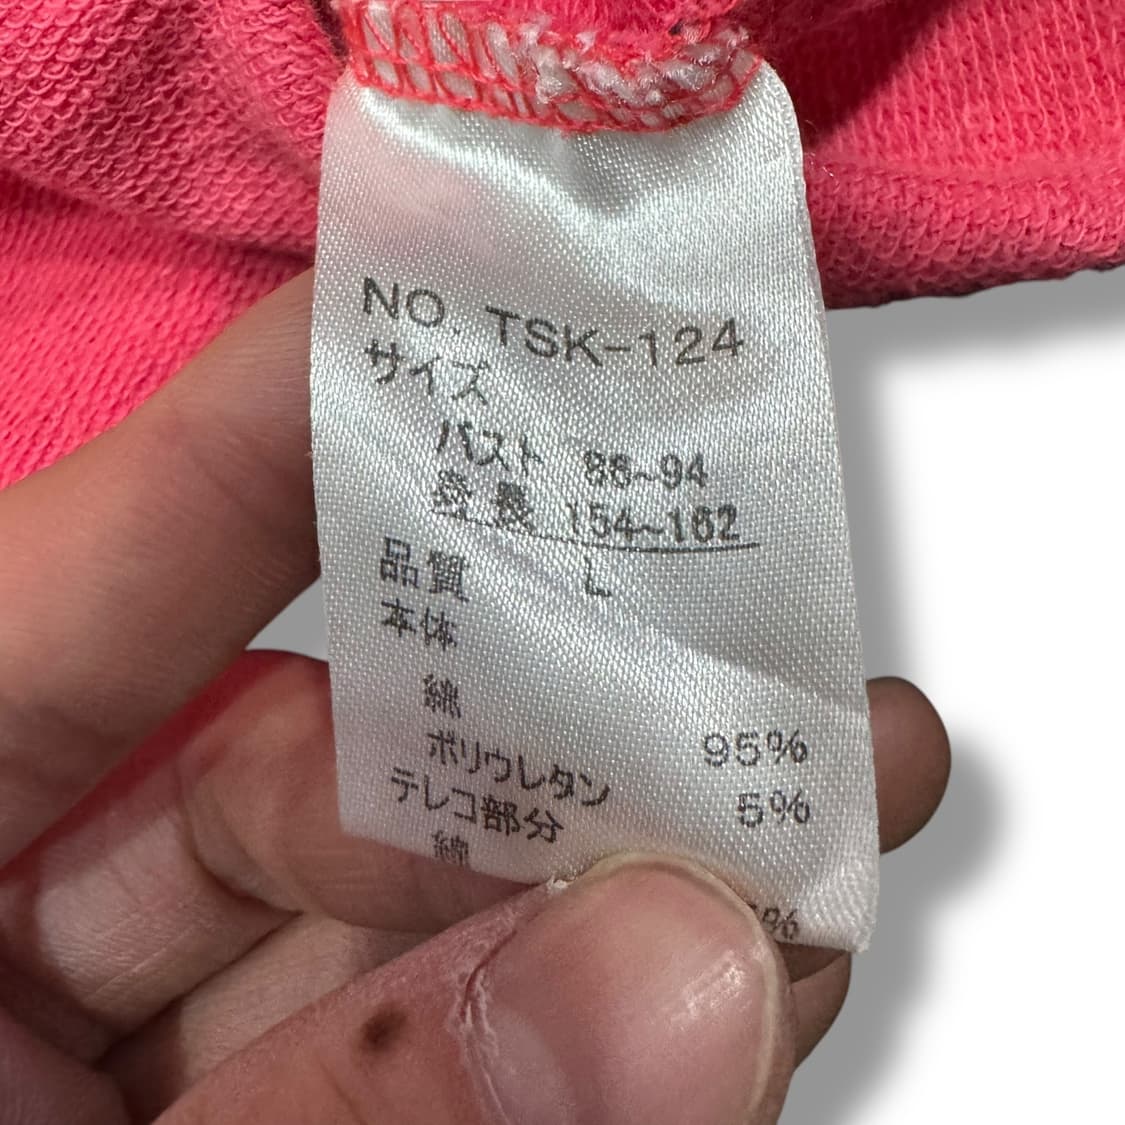 NO. TSK-124
サイズ
バスト 86~94
身長 154~162
L
品質
本体
綿 95%
ポリウレタン 5%
テレコ部分
綿 %